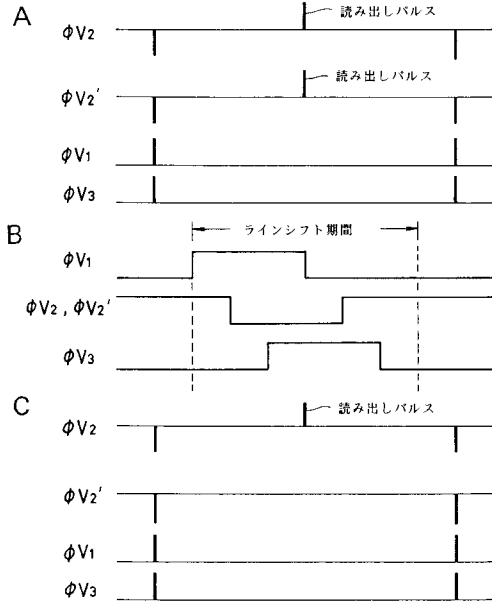 A
φV2
読み出しパルス
φV2'
読み出しパルス
φV1
φV3
B
ラインシフト期間
φV1
φV2 , φV2'
φV3
C
φV2
読み出しパルス
φV2'
φV1
φV3